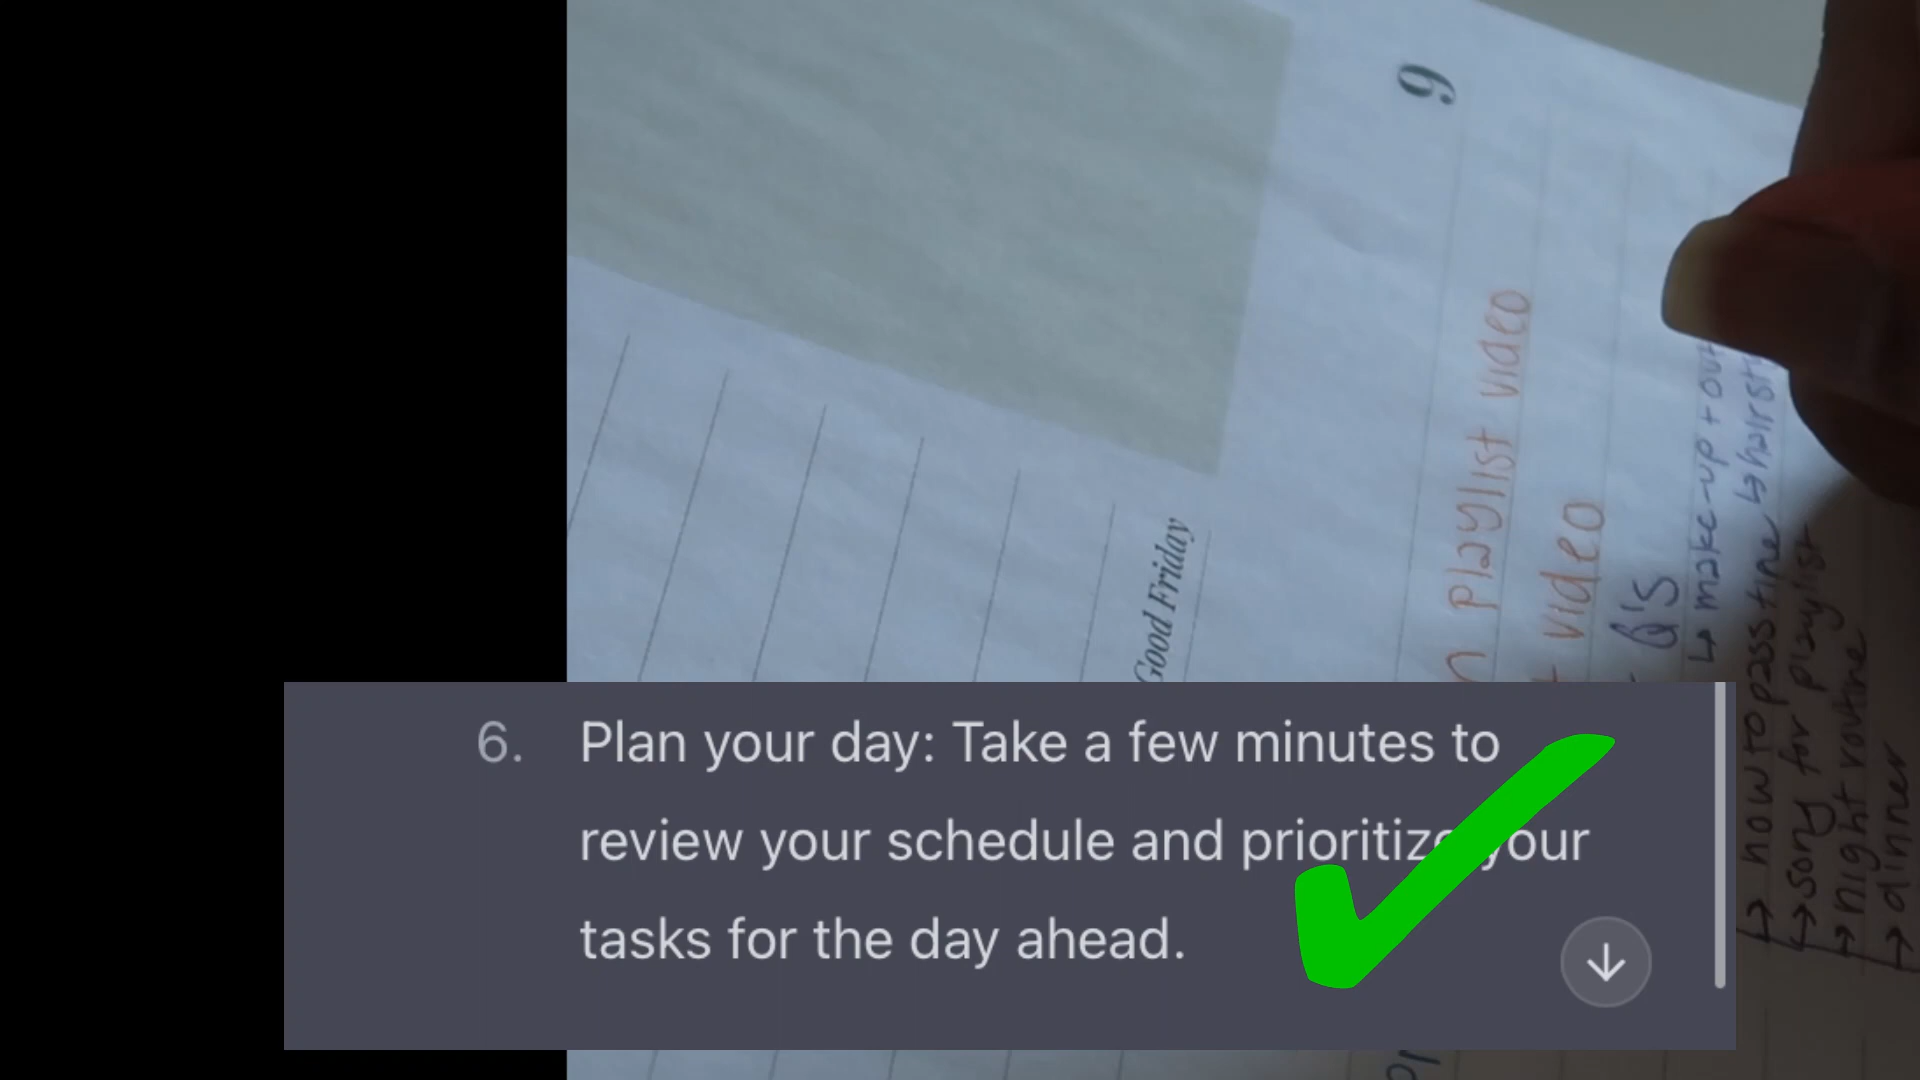 9
playlist video
video
Q's
↳ make-up + ou
↳ how to pass time ↳ hairst
↳ song for playlist
↳ night routine
↳ dinner
Good Friday
6. Plan your day: Take a few minutes to
review your schedule and prioritize your
tasks for the day ahead.